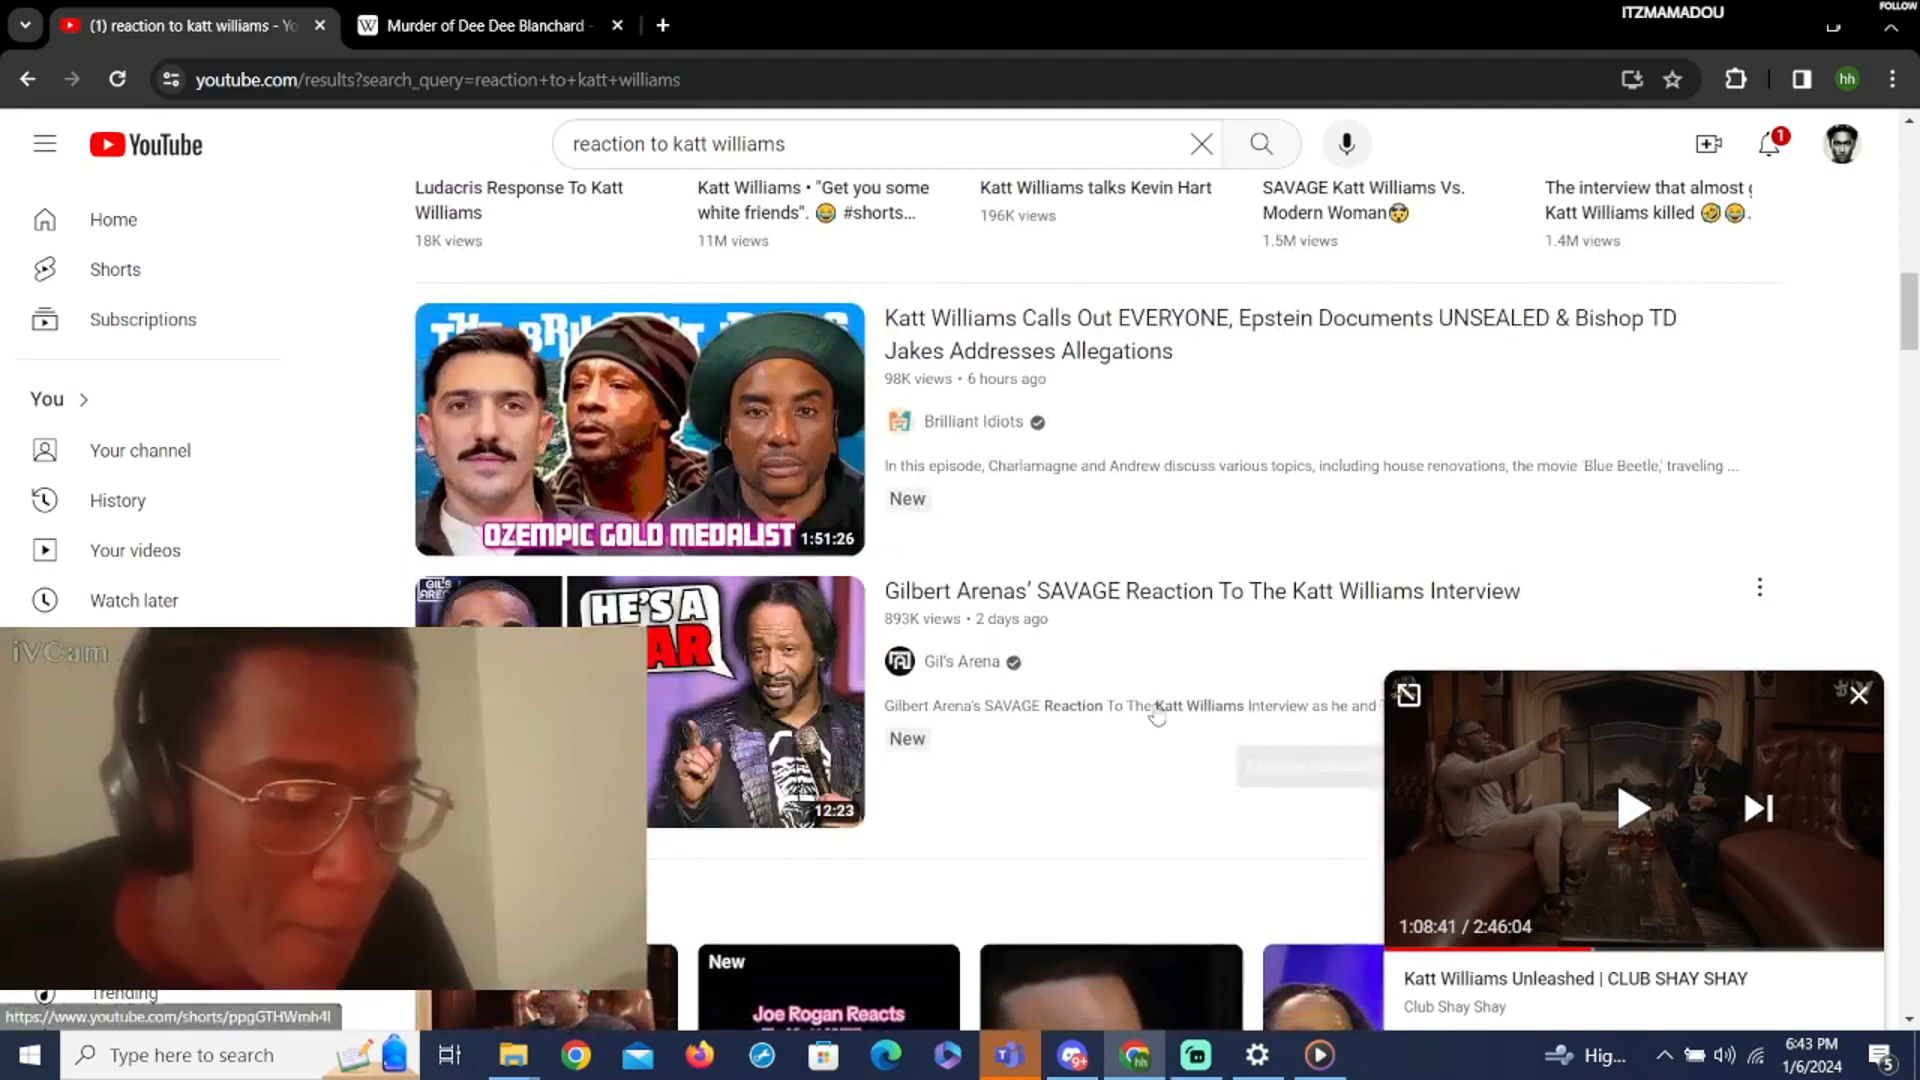 ITZMAMADOU
FOLLOW
(1) reaction to katt williams - Yo
Murder of Dee Dee Blanchard -
youtube.com/results?search_query=reaction+to+katt+williams
hh
YouTube
reaction to katt williams
1
Home
Shorts
Subscriptions
You
Your channel
History
Your videos
Watch later
Trending
Ludacris Response To Katt
Williams
18K views
Katt Williams • "Get you some
white friends". 😂 #shorts...
11M views
Katt Williams talks Kevin Hart
196K views
SAVAGE Katt Williams Vs.
Modern Woman😲
1.5M views
The interview that almost g
Katt Williams killed 🤣😂.
1.4M views
OZEMPIC GOLD MEDALIST
1:51:26
Katt Williams Calls Out EVERYONE, Epstein Documents UNSEALED & Bishop TD
Jakes Addresses Allegations
98K views • 6 hours ago
Brilliant Idiots
In this episode, Charlamagne and Andrew discuss various topics, including house renovations, the movie 'Blue Beetle,' traveling ...
New
GIL'S
HE'S A
12:23
Gilbert Arenas’ SAVAGE Reaction To The Katt Williams Interview
893K views • 2 days ago
Gil's Arena
Gilbert Arena's SAVAGE Reaction To The Katt Williams Interview as he and
New
iVCam
1:08:41 / 2:46:04
Katt Williams Unleashed | CLUB SHAY SHAY
Club Shay Shay
New
Joe Rogan Reacts
https://www.youtube.com/shorts/ppgGTHWmh4I
Type here to search
9+
hh
Hig...
6:43 PM
1/6/2024
5